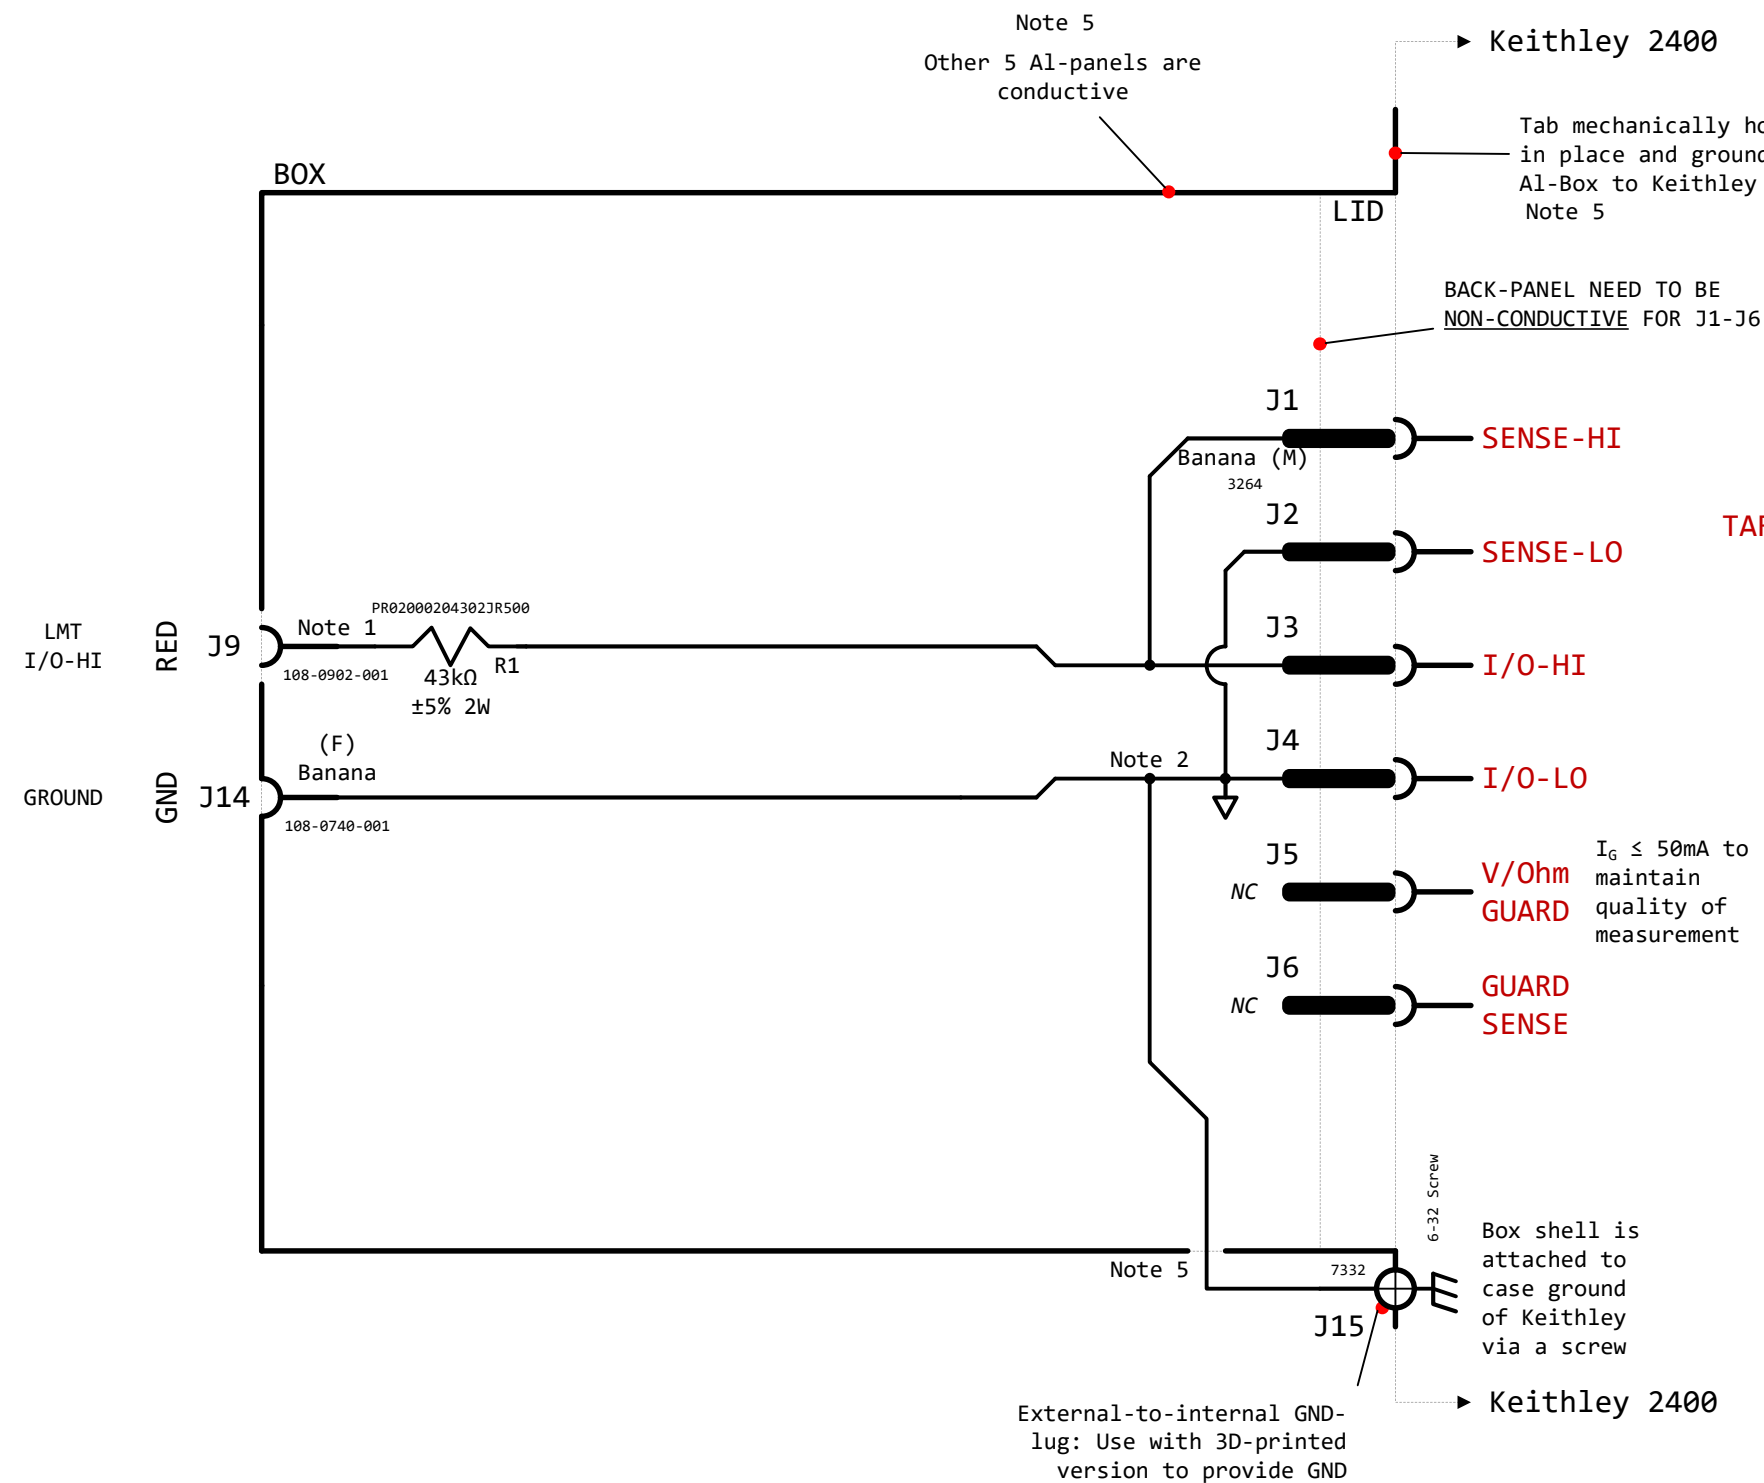 Note 5
Other 5 Al-panels are
conductive
Keithley 2400
Tab mechanically
in place and
Al-Box to Keithley
Note 5
BOX
LID
BACK-PANEL NEED TO BE
NON-CONDUCTIVE FOR J1-J6
J1
SENSE-HI
Banana (M)
3264
J2
SENSE-LO
LMT
I/O-HI
RED
J9
Note 1
108-0902-001
PR02000204302JR500
R1
43kΩ
±5% 2W
J3
I/O-HI
(F)
Banana
GROUND
GND
J14
108-0740-001
Note 2
J4
I/O-LO
J5
NC
V/Ohm
GUARD
I_G ≤ 50mA to
maintain
quality of
measurement
J6
NC
GUARD
SENSE
6-32 Screw
Note 5
7332
J15
Box shell is
attached to
case ground
of Keithley
via a screw
Keithley 2400
External-to-internal GND-
lug: Use with 3D-printed
version to provide GND